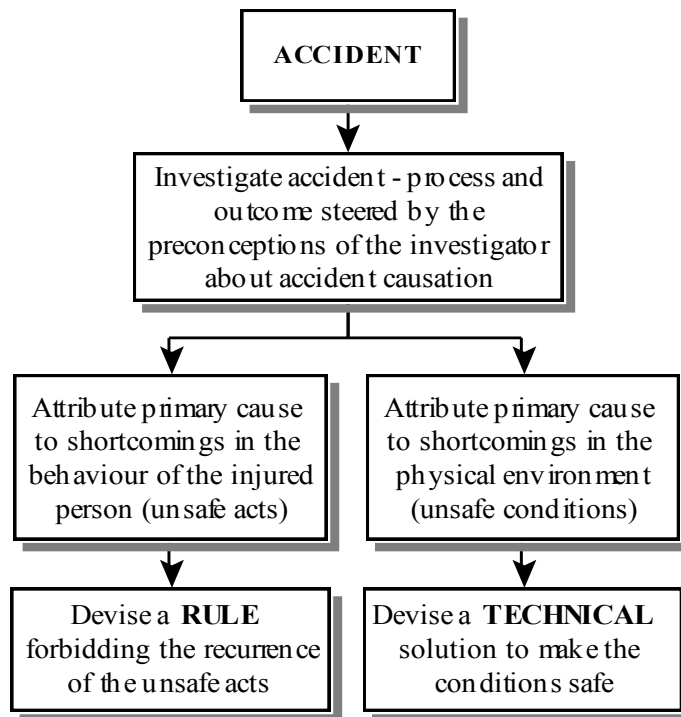 ACCIDENT
Investigate accident - process and
outcome steered by the
preconceptions of the investigator
about accident causation
Attribute primary cause
to shortcomings in the
behaviour of the injured
person (unsafe acts)
Attribute primary cause
to shortcomings in the
physical environment
(unsafe conditions)
Devise a RULE
forbidding the recurrence
of the unsafe acts
Devise a TECHNICAL
solution to make the
conditions safe